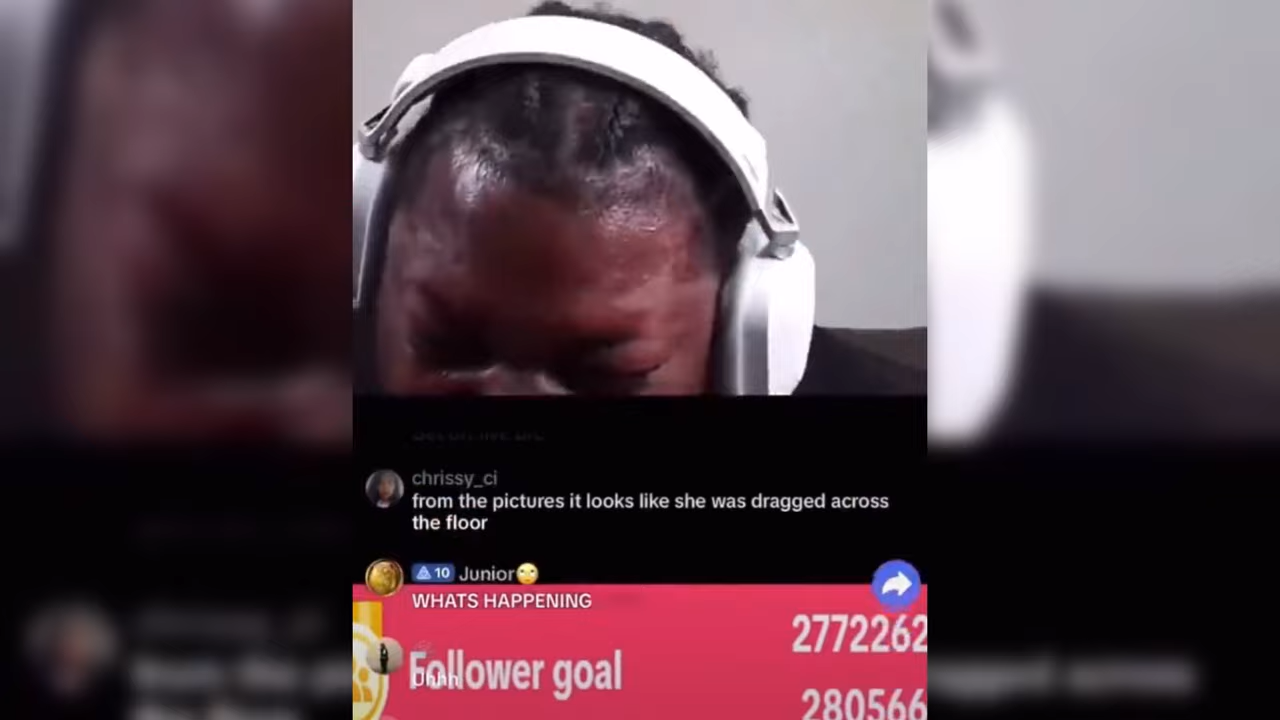 chrissy_ci
from the pictures it looks like she was dragged across
the floor
10 Junior🙄
WHATS HAPPENING
2772262
Follower goal
Uhhh
280566